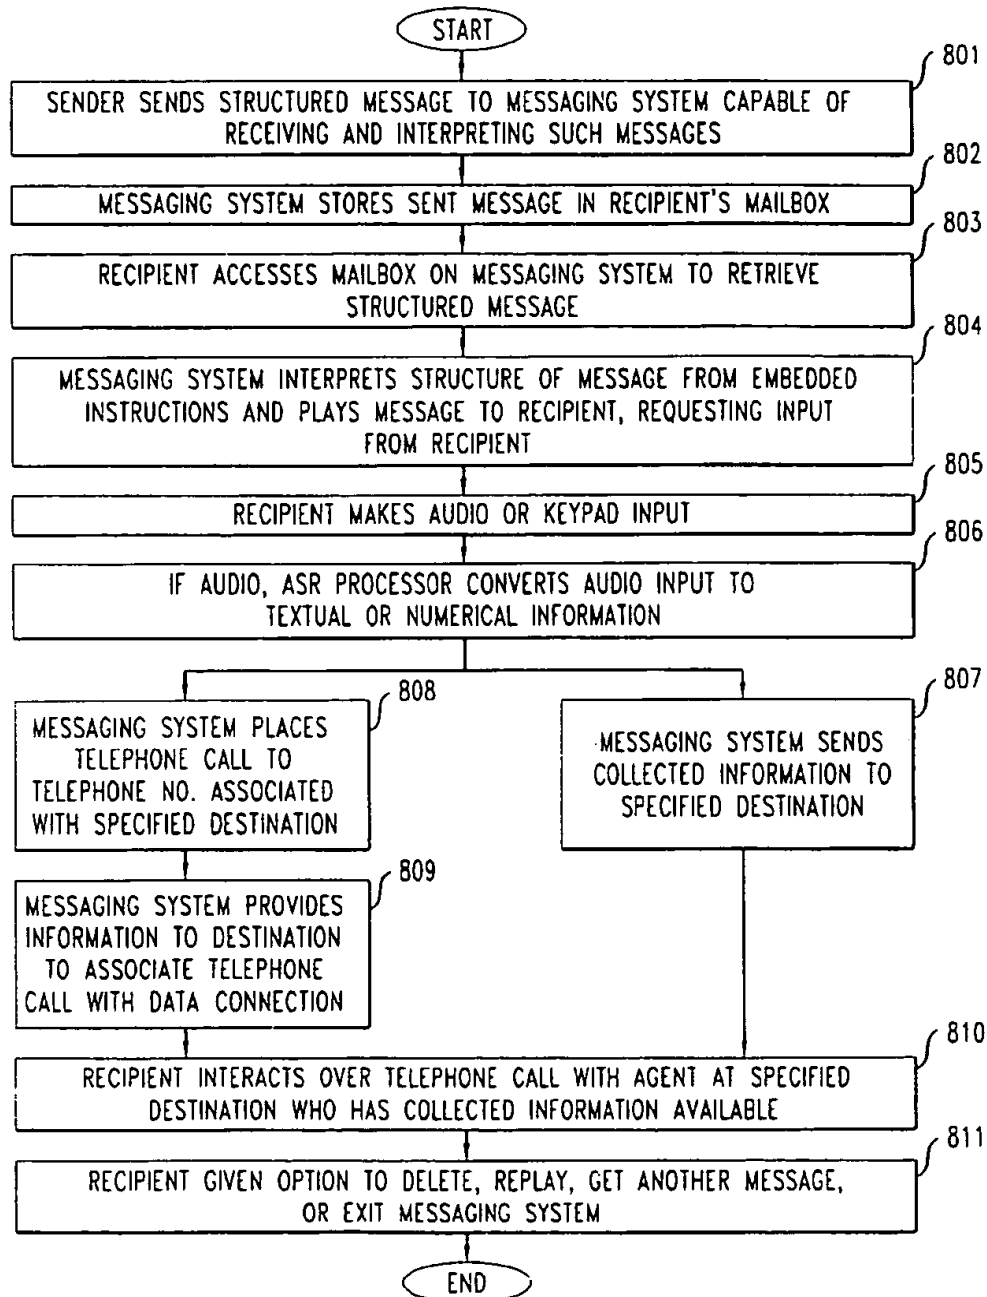 START
801
SENDER SENDS STRUCTURED MESSAGE TO MESSAGING SYSTEM CAPABLE OF
RECEIVING AND INTERPRETING SUCH MESSAGES
802
MESSAGING SYSTEM STORES SENT MESSAGE IN RECIPIENT'S MAILBOX
803
RECIPIENT ACCESSES MAILBOX ON MESSAGING SYSTEM TO RETRIEVE
STRUCTURED MESSAGE
804
MESSAGING SYSTEM INTERPRETS STRUCTURE OF MESSAGE FROM EMBEDDED
INSTRUCTIONS AND PLAYS MESSAGE TO RECIPIENT, REQUESTING INPUT
FROM RECIPIENT
805
RECIPIENT MAKES AUDIO OR KEYPAD INPUT
806
IF AUDIO, ASR PROCESSOR CONVERTS AUDIO INPUT TO
TEXTUAL OR NUMERICAL INFORMATION
808
MESSAGING SYSTEM PLACES
TELEPHONE CALL TO
TELEPHONE NO. ASSOCIATED
WITH SPECIFIED DESTINATION
807
MESSAGING SYSTEM SENDS
COLLECTED INFORMATION TO
SPECIFIED DESTINATION
809
MESSAGING SYSTEM PROVIDES
INFORMATION TO DESTINATION
TO ASSOCIATE TELEPHONE
CALL WITH DATA CONNECTION
810
RECIPIENT INTERACTS OVER TELEPHONE CALL WITH AGENT AT SPECIFIED
DESTINATION WHO HAS COLLECTED INFORMATION AVAILABLE
811
RECIPIENT GIVEN OPTION TO DELETE, REPLAY, GET ANOTHER MESSAGE,
OR EXIT MESSAGING SYSTEM
END